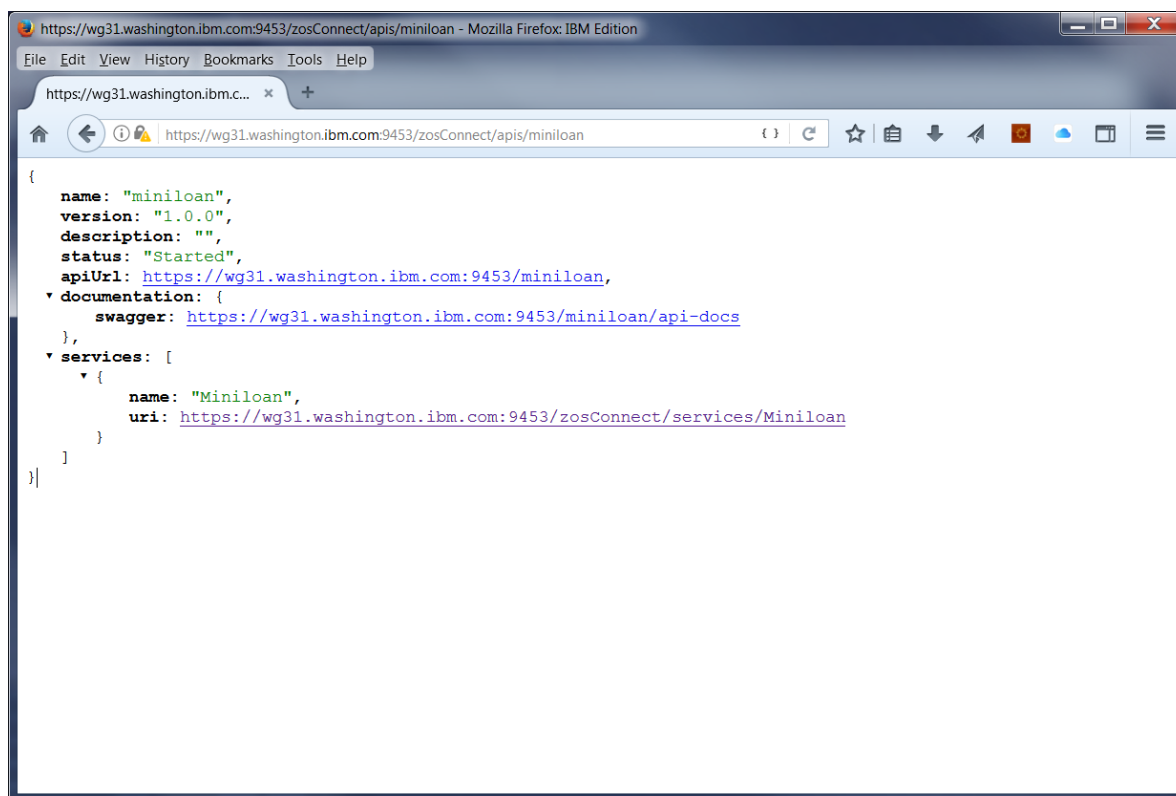 https://wg31.washington.ibm.com:9453/zosConnect/apis/miniloan - Mozilla Firefox: IBM Edition
File Edit View History Bookmarks Tools Help
https://wg31.washington.ibm.c... × +
https://wg31.washington.ibm.com:9453/zosConnect/apis/miniloan { }
{
name: "miniloan",
version: "1.0.0",
description: "",
status: "Started",
apiUrl: https://wg31.washington.ibm.com:9453/miniloan,
documentation: {
swagger: https://wg31.washington.ibm.com:9453/miniloan/api-docs
},
services: [
{
name: "Miniloan",
uri: https://wg31.washington.ibm.com:9453/zosConnect/services/Miniloan
}
]
}